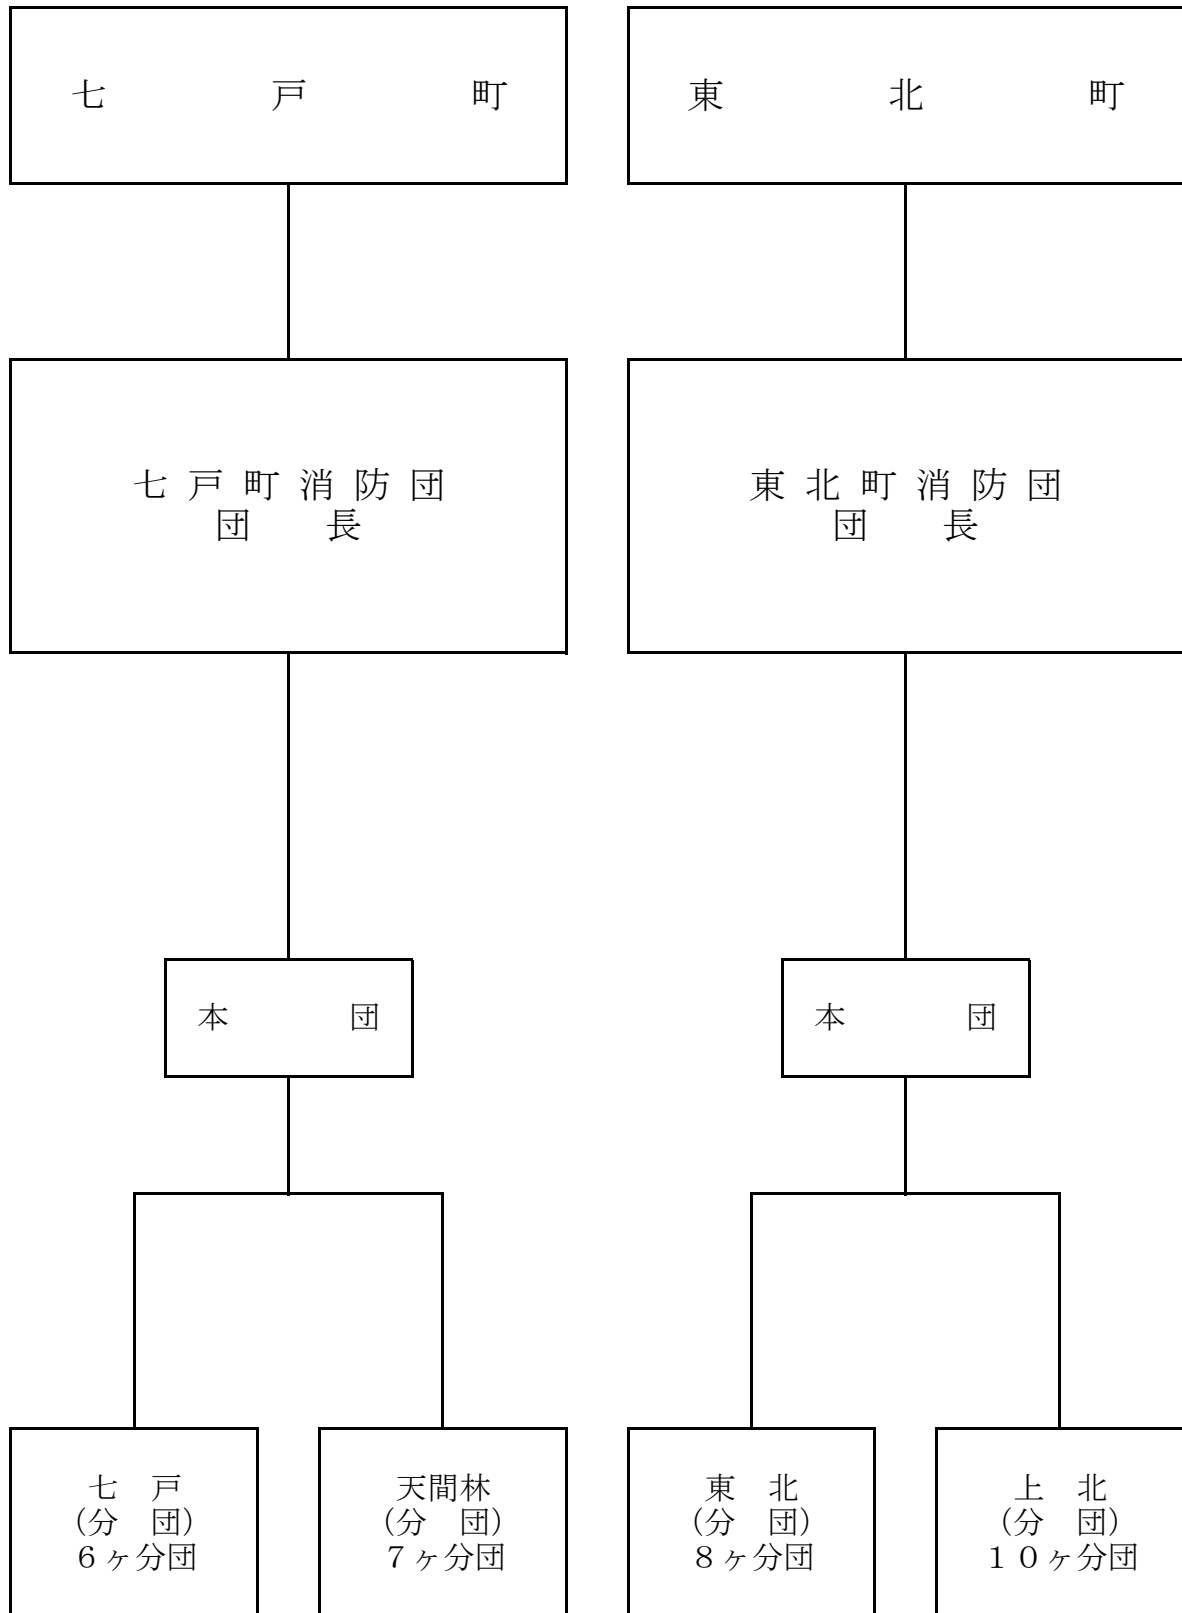 七戸町
東北町
七戸町消防団
団長
東北町消防団
団長
本団
本団
七戸
(分団)
６ヶ分団
天間林
(分団)
７ヶ分団
東北
(分団)
８ヶ分団
上北
(分団)
１０ヶ分団